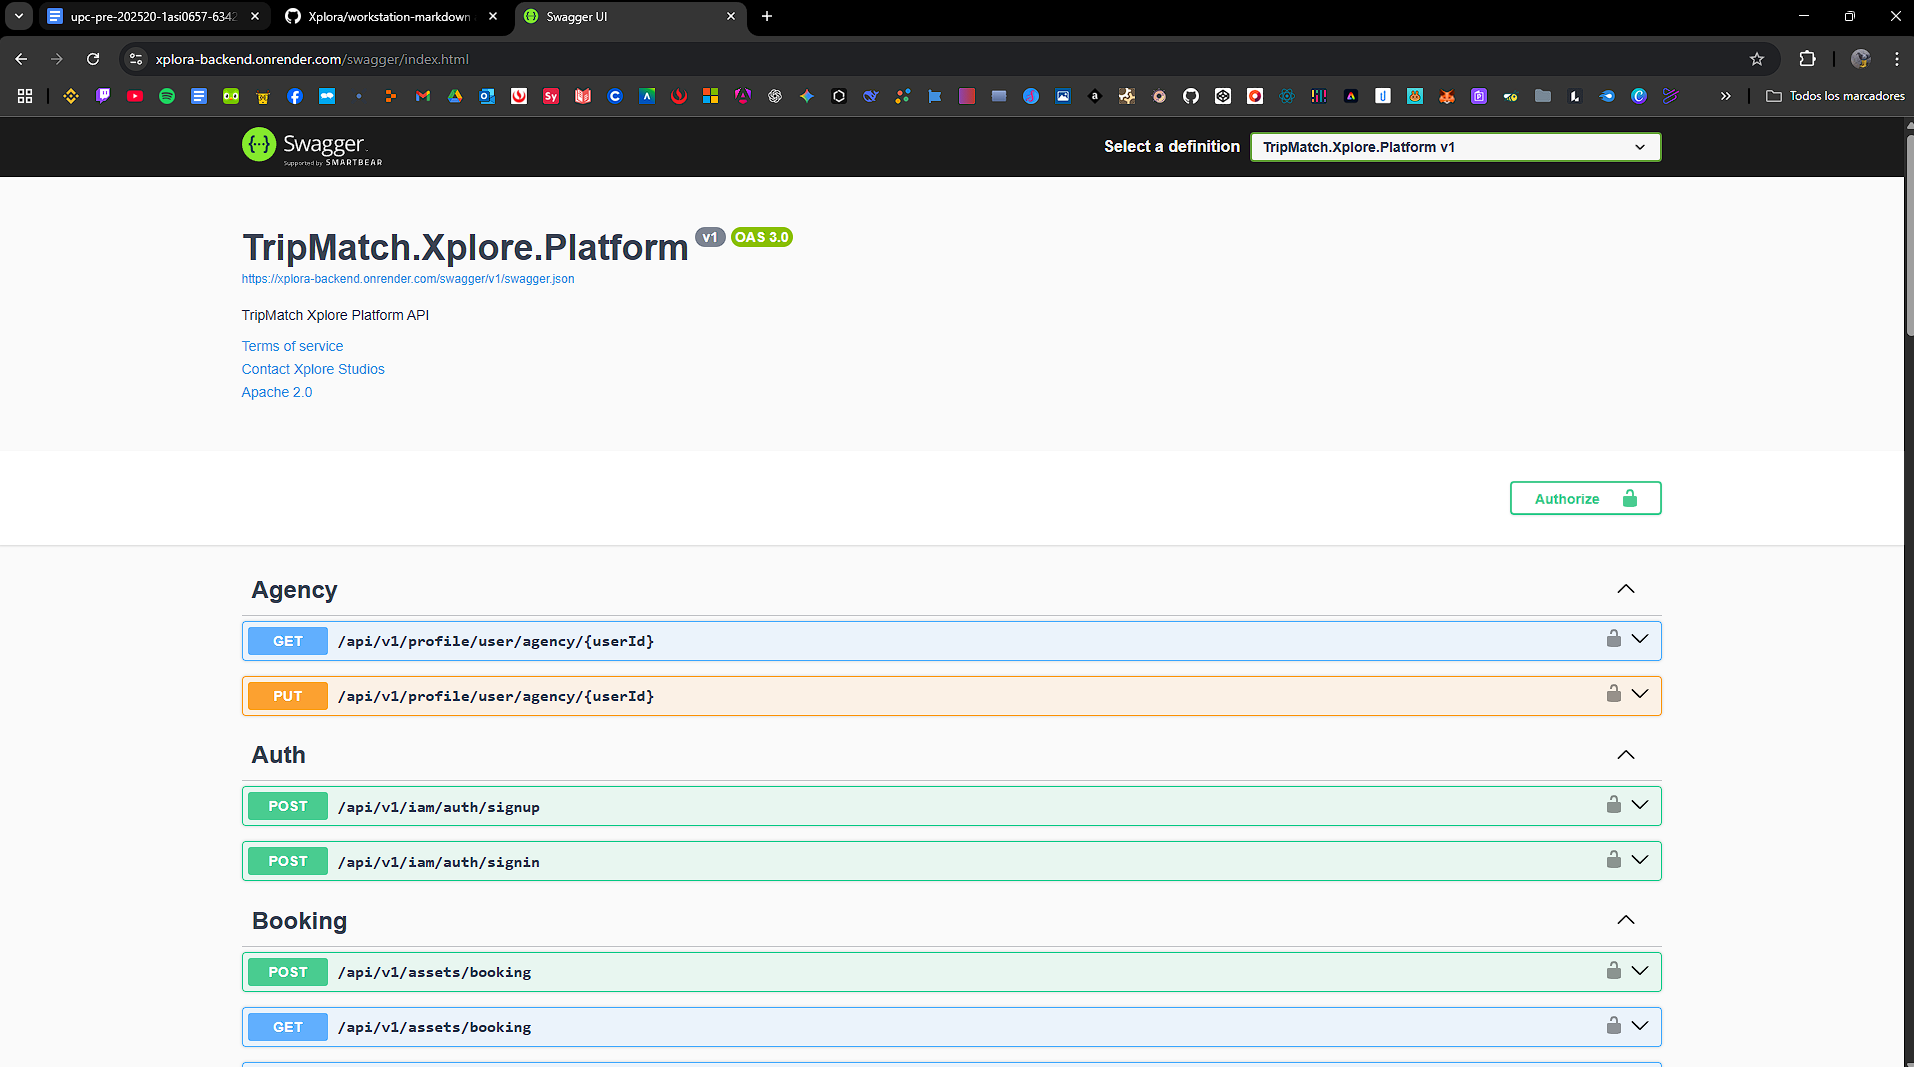 upc-pre-202520-1asi0657-6342
Xplora/workstation-markdown
Swagger UI
xplora-backend.onrender.com/swagger/index.html
Todos los marcadores
Swagger.
Supported by SMARTBEAR
Select a definition
TripMatch.Xplore.Platform v1
TripMatch.Xplore.Platform v1 OAS 3.0
https://xplora-backend.onrender.com/swagger/v1/swagger.json
TripMatch Xplore Platform API
Terms of service
Contact Xplore Studios
Apache 2.0
Authorize
Agency
GET /api/v1/profile/user/agency/{userId}
PUT /api/v1/profile/user/agency/{userId}
Auth
POST /api/v1/iam/auth/signup
POST /api/v1/iam/auth/signin
Booking
POST /api/v1/assets/booking
GET /api/v1/assets/booking